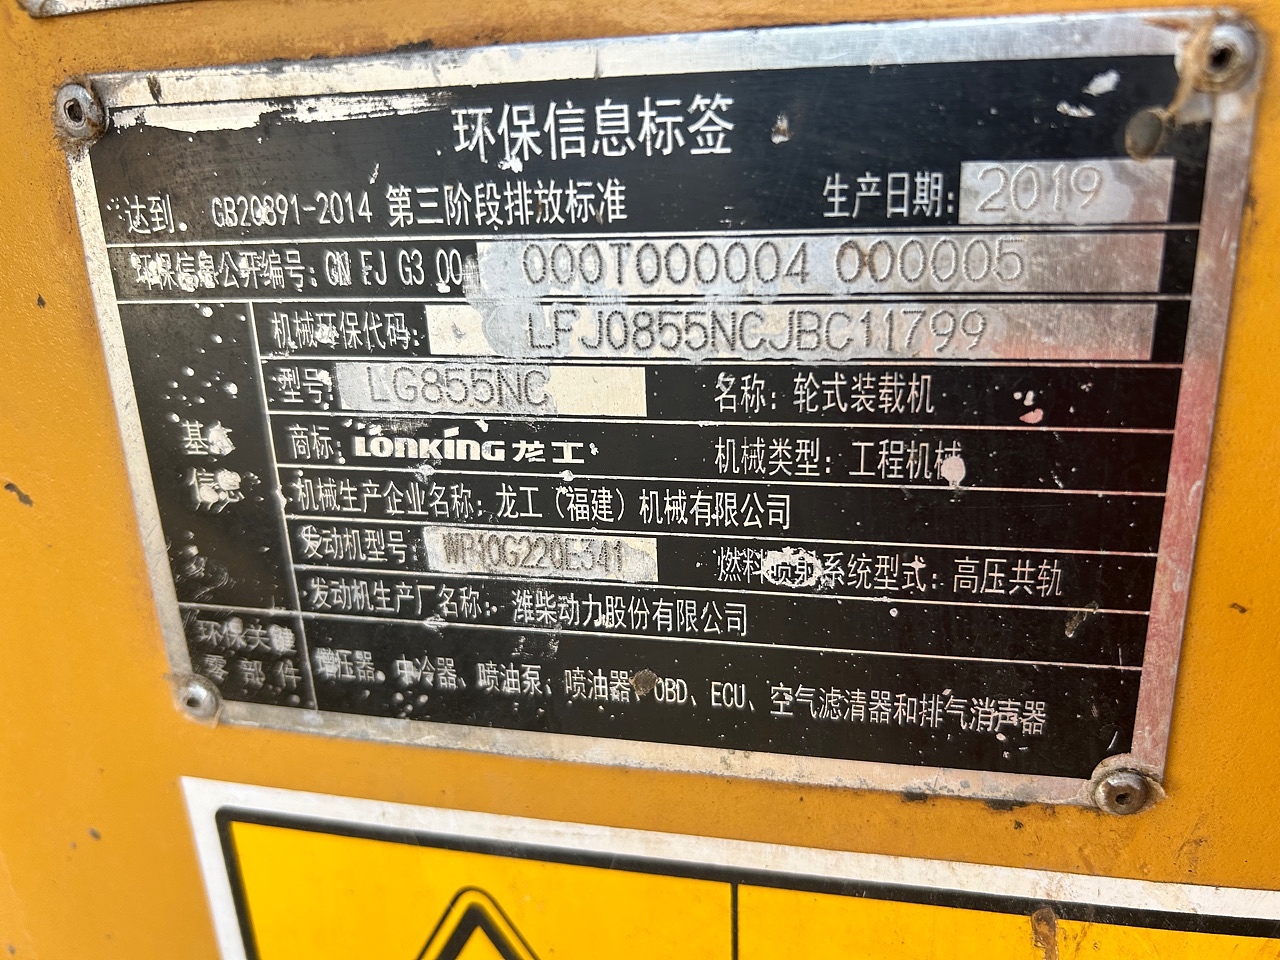 环保信息标签
达到 GB20891-2014 第三阶段排放标准 生产日期: 2019
环保信息公开编号: CN FJ G3 00 000T000004 000005
机械环保代码: LFJ0855NCJBC11799
型号: LG855NC 名称: 轮式装载机
基本信息
商标: LONKING 龙工 机械类型: 工程机械
机械生产企业名称: 龙工（福建）机械有限公司
发动机型号: WP10G220E341 燃料喷射系统型式: 高压共轨
发动机生产厂名称: 潍柴动力股份有限公司
环保关键零部件
增压器、中冷器、喷油泵、喷油器、OBD、ECU、空气滤清器和排气消声器